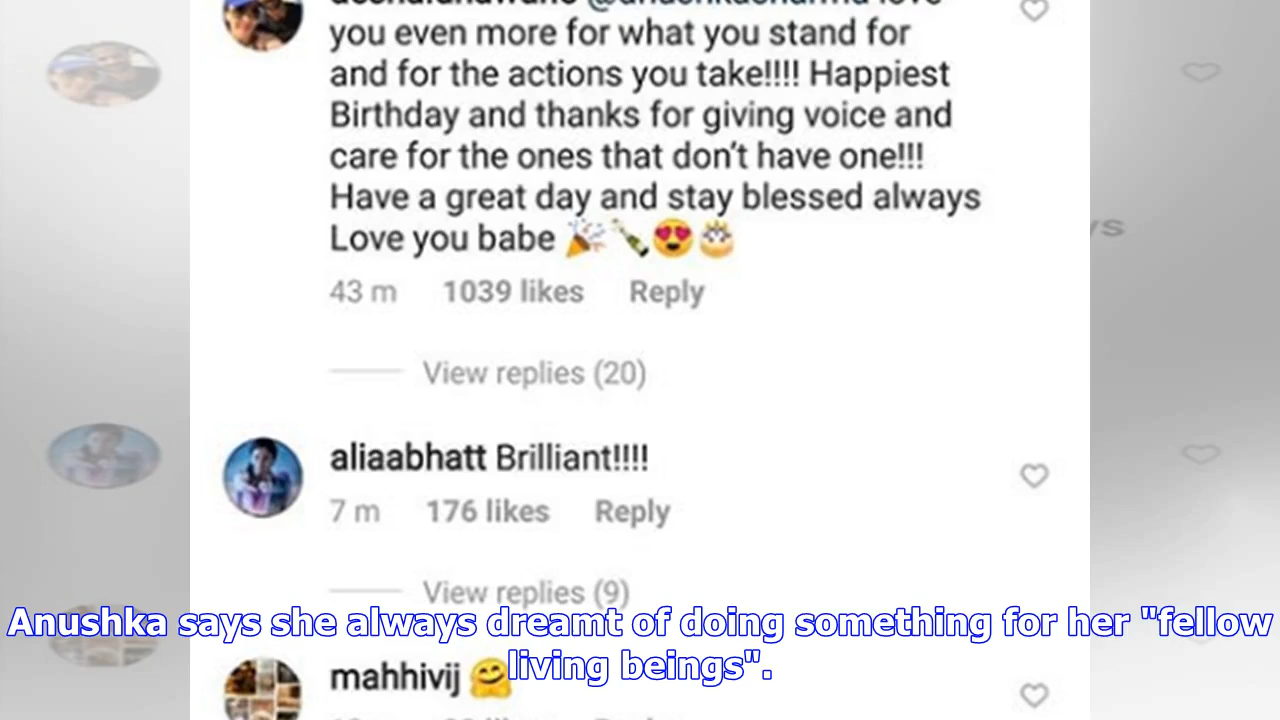 you even more for what you stand for
and for the actions you take!!!! Happiest
Birthday and thanks for giving voice and
care for the ones that don't have one!!!
Have a great day and stay blessed always
Love you babe 🎉🍾😍🎂
43 m 1039 likes Reply
View replies (20)
aliaabhatt Brilliant!!!!
7 m 176 likes Reply
View replies (9)
Anushka says she always dreamt of doing something for her "fellow
living beings".
mahhivij 🤗